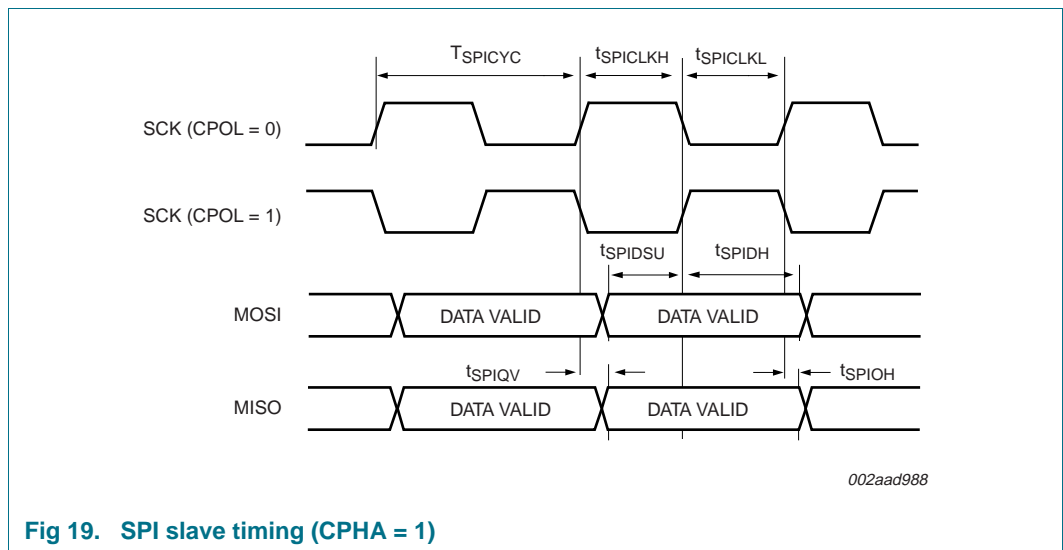 TSPICYC tSPICLKH tSPICLKL
SCK (CPOL = 0)
SCK (CPOL = 1)
tSPIDSU tSPIDH
MOSI DATA VALID DATA VALID
tSPIQV tSPIOH
MISO DATA VALID DATA VALID
002aad988
Fig 19. SPI slave timing (CPHA = 1)